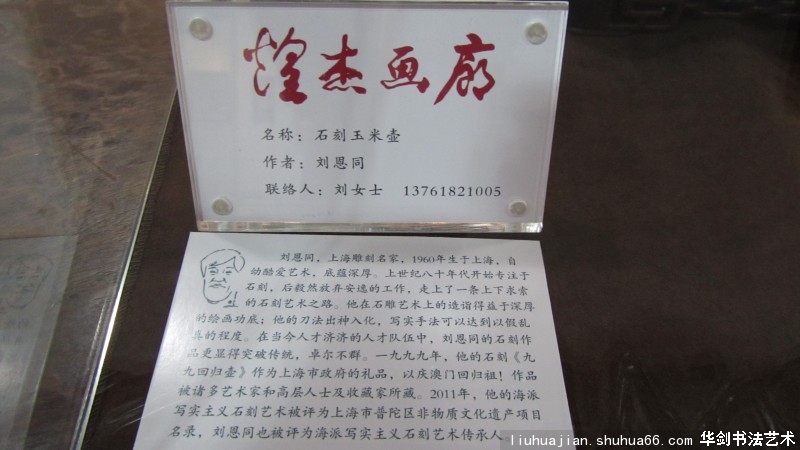 煌杰画廊
名称：石刻玉米壶
作者：刘恩同
联络人：刘女士 13761821005
刘恩同，上海雕刻名家，1960年生于上海，自
幼酷爱艺术，底蕴深厚。上世纪八十年代开始专注于
石刻，后毅然放弃安逸的工作，走上了一条上下求索
的石刻艺术之路。他在石雕艺术上的造诣得益于深厚
的绘画功底；他的刀法出神入化，写实手法可以达到以假乱
真的程度。在当今人才济济的人才队伍中，刘恩同的石刻作
品更显得突破传统，卓尔不群。一九九九年，他的石刻《九
九回归壶》作为上海市政府的礼品，以庆澳门回归祖！作品
被诸多艺术家和高层人士及收藏家所藏。2011年，他的海派
写实主义石刻艺术被评为上海市普陀区非物质文化遗产项目
名录，刘恩同也被评为海派写实主义石刻艺术传承人。
liuhuajian.shuhua66.com 华剑书法艺术